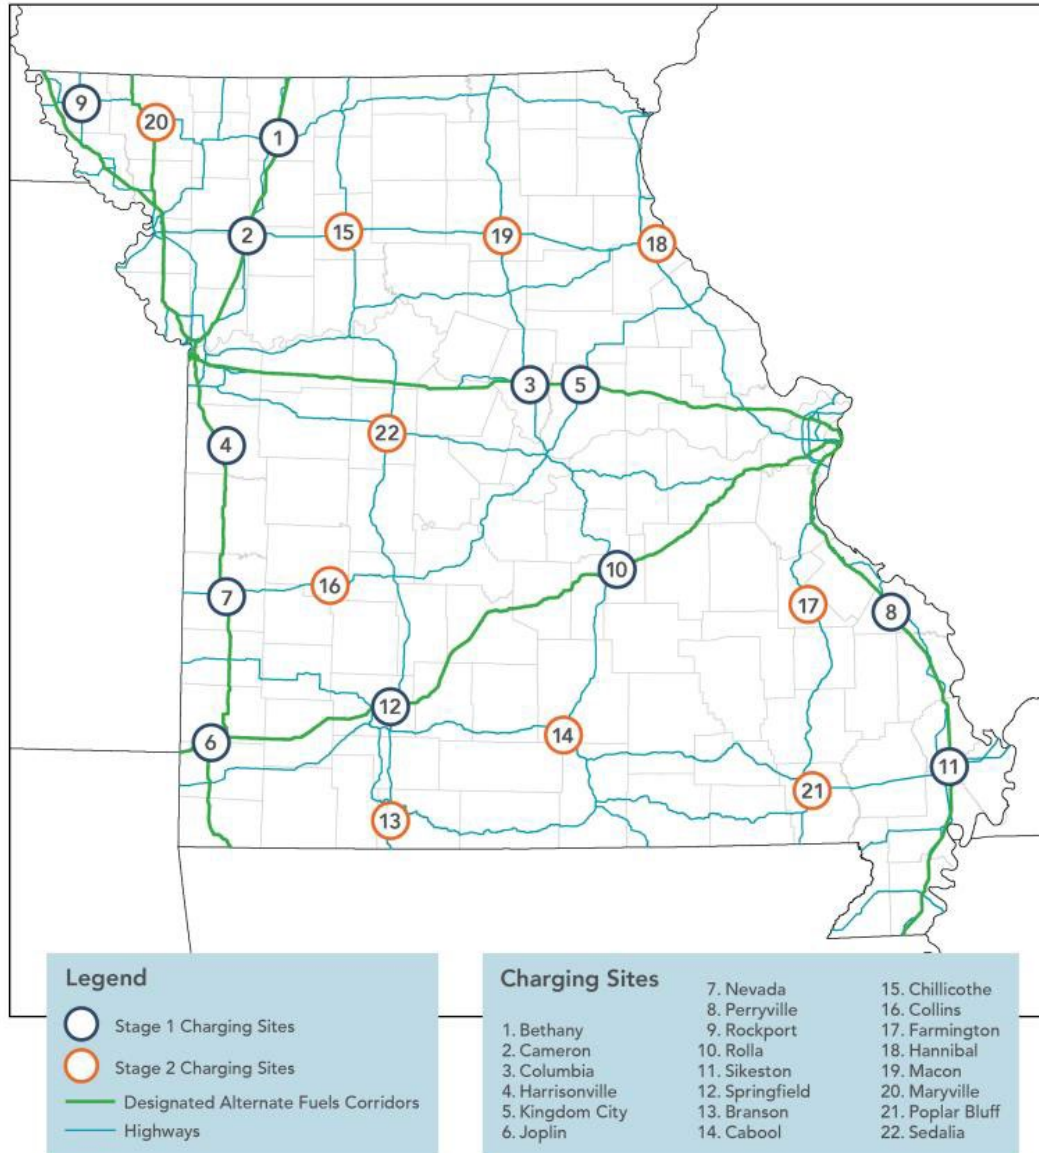 9
20
1
2
15
19
18
3
5
22
4
10
16
7
17
8
12
14
6
11
21
13
Legend
Stage 1 Charging Sites
Stage 2 Charging Sites
Designated Alternate Fuels Corridors
Highways
Charging Sites
1. Bethany
2. Cameron
3. Columbia
4. Harrisonville
5. Kingdom City
6. Joplin
7. Nevada
8. Perryville
9. Rockport
10. Rolla
11. Sikeston
12. Springfield
13. Branson
14. Cabool
15. Chillicothe
16. Collins
17. Farmington
18. Hannibal
19. Macon
20. Maryville
21. Poplar Bluff
22. Sedalia